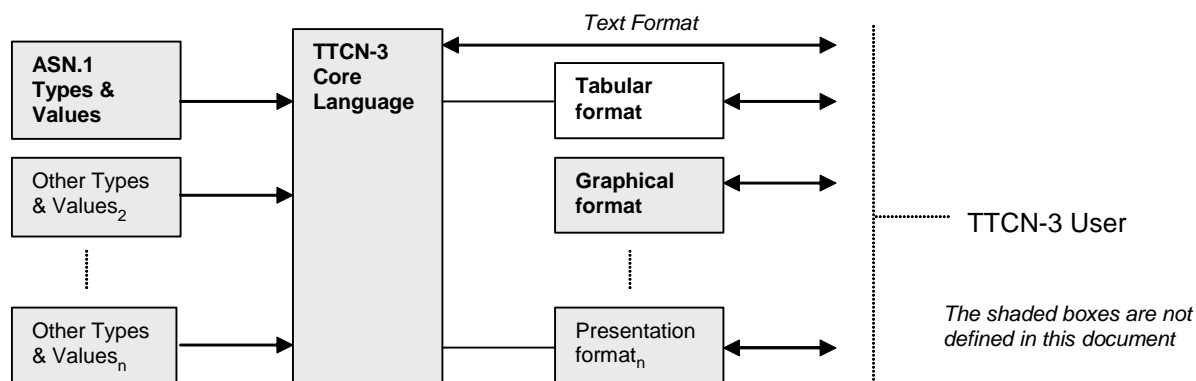 Text Format
ASN.1
Types &
Values
TTCN-3
Core
Language
Tabular
format
Other Types
& Values₂
Graphical
format
TTCN-3 User
Other Types
& Valuesₙ
Presentation
formatₙ
The shaded boxes are not
defined in this document